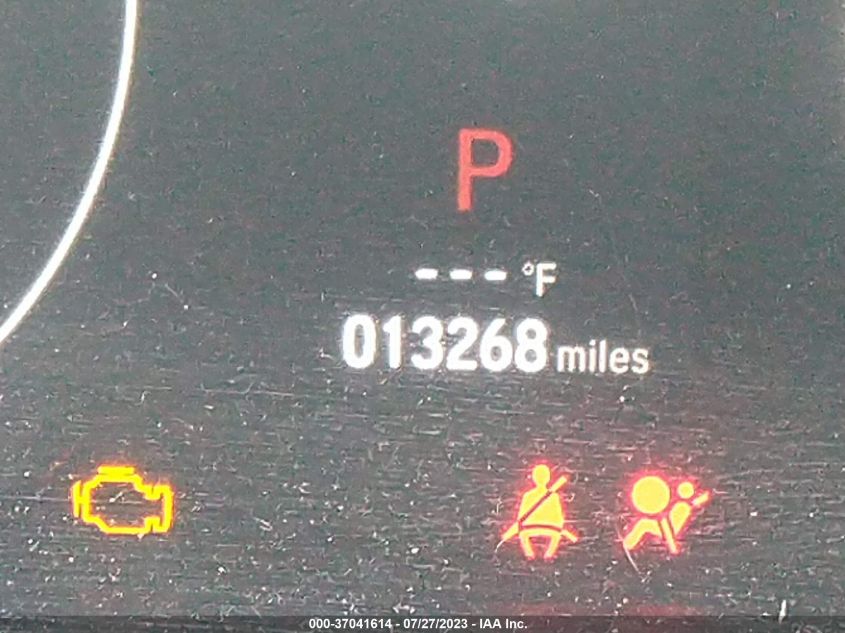 P
--- °F
013268 miles
000-37041614 - 07/27/2023 - IAA Inc.